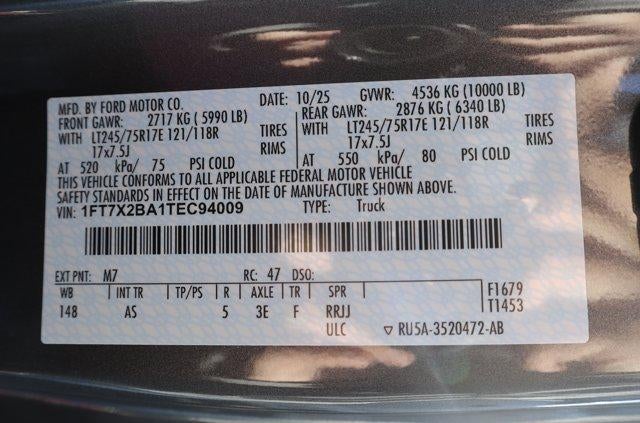 MFD. BY FORD MOTOR CO. DATE: 10/25 GVWR: 4536 KG (10000 LB)
FRONT GAWR: 2717 KG ( 5990 LB) REAR GAWR: 2876 KG ( 6340 LB)
WITH LT245/75R17E 121/118R TIRES WITH LT245/75R17E 121/118R TIRES
17x7.5J RIMS 17x7.5J RIMS
AT 520 kPa/ 75 PSI COLD AT 550 kPa/ 80 PSI COLD
THIS VEHICLE CONFORMS TO ALL APPLICABLE FEDERAL MOTOR VEHICLE
SAFETY STANDARDS IN EFFECT ON THE DATE OF MANUFACTURE SHOWN ABOVE.
VIN: 1FT7X2BA1TEC94009 TYPE: Truck
EXT PNT: M7 RC: 47 DSO:
WB INT TR TP/PS R AXLE TR SPR F1679
148 AS 5 3E F RRJJ T1453
ULC ▽ RU5A-3520472-AB